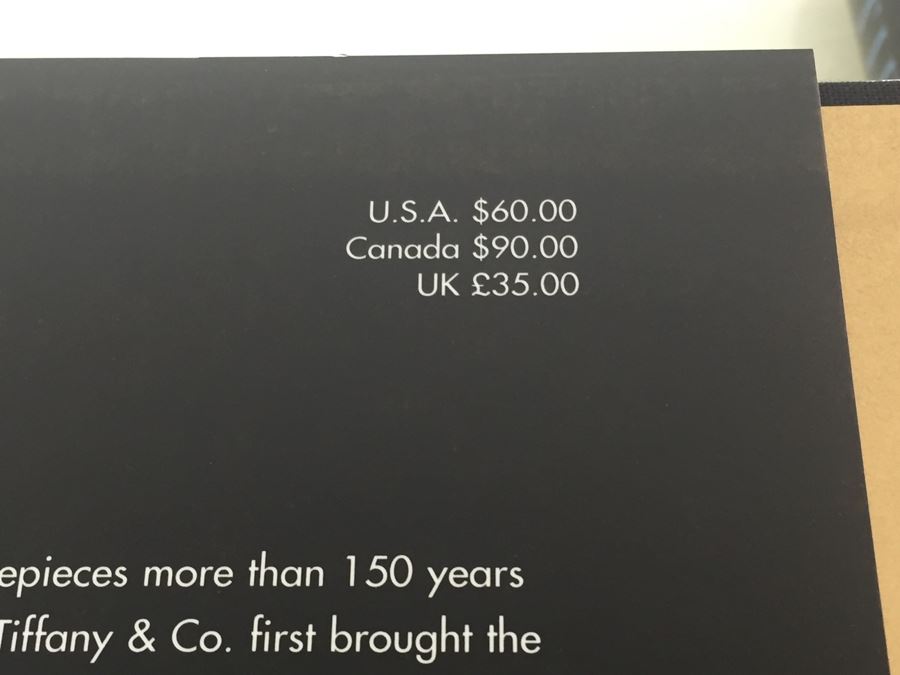 U.S.A. $60.00
Canada $90.00
UK £35.00
epieces more than 150 years
Tiffany & Co. first brought the